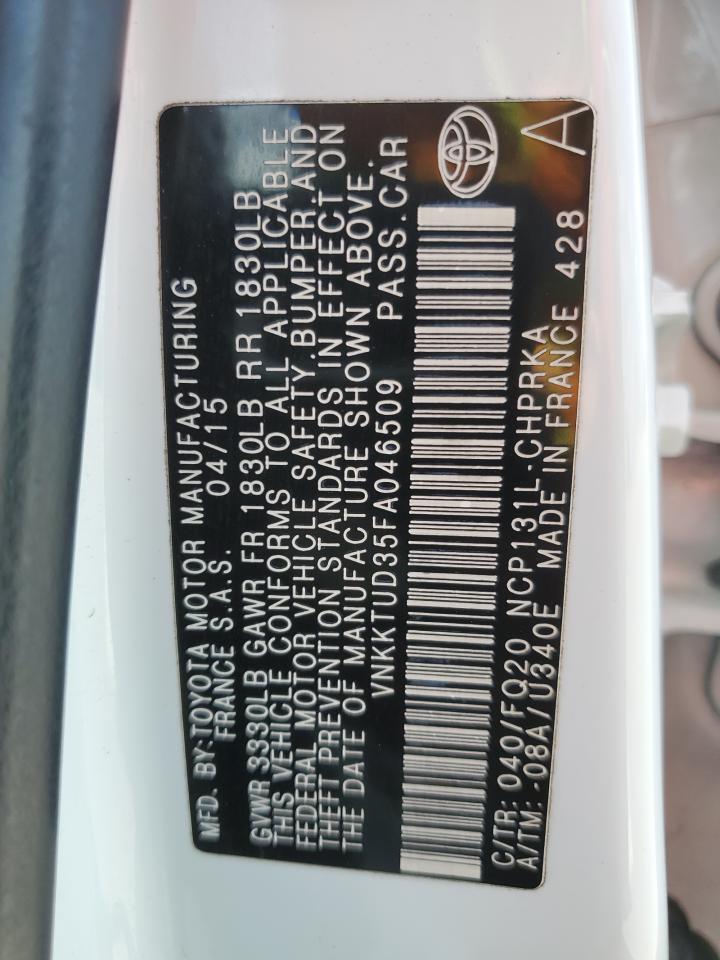 MFD. BY:TOYOTA MOTOR MANUFACTURING
FRANCE S.A.S. 04/15
GVWR 3330LB GAWR FR 1830LB RR 1830LB
THIS VEHICLE CONFORMS TO ALL APPLICABLE
FEDERAL MOTOR VEHICLE SAFETY.BUMPER.AND
THEFT PREVENTION STANDARDS IN EFFECT ON
THE DATE OF MANUFACTURE SHOWN ABOVE.
VNKKTUD35FA046509 PASS.CAR
C/TR: 040/FQ20 NCP131L-CHPRKA
A/TM: -08A/U340E MADE IN FRANCE 428
A